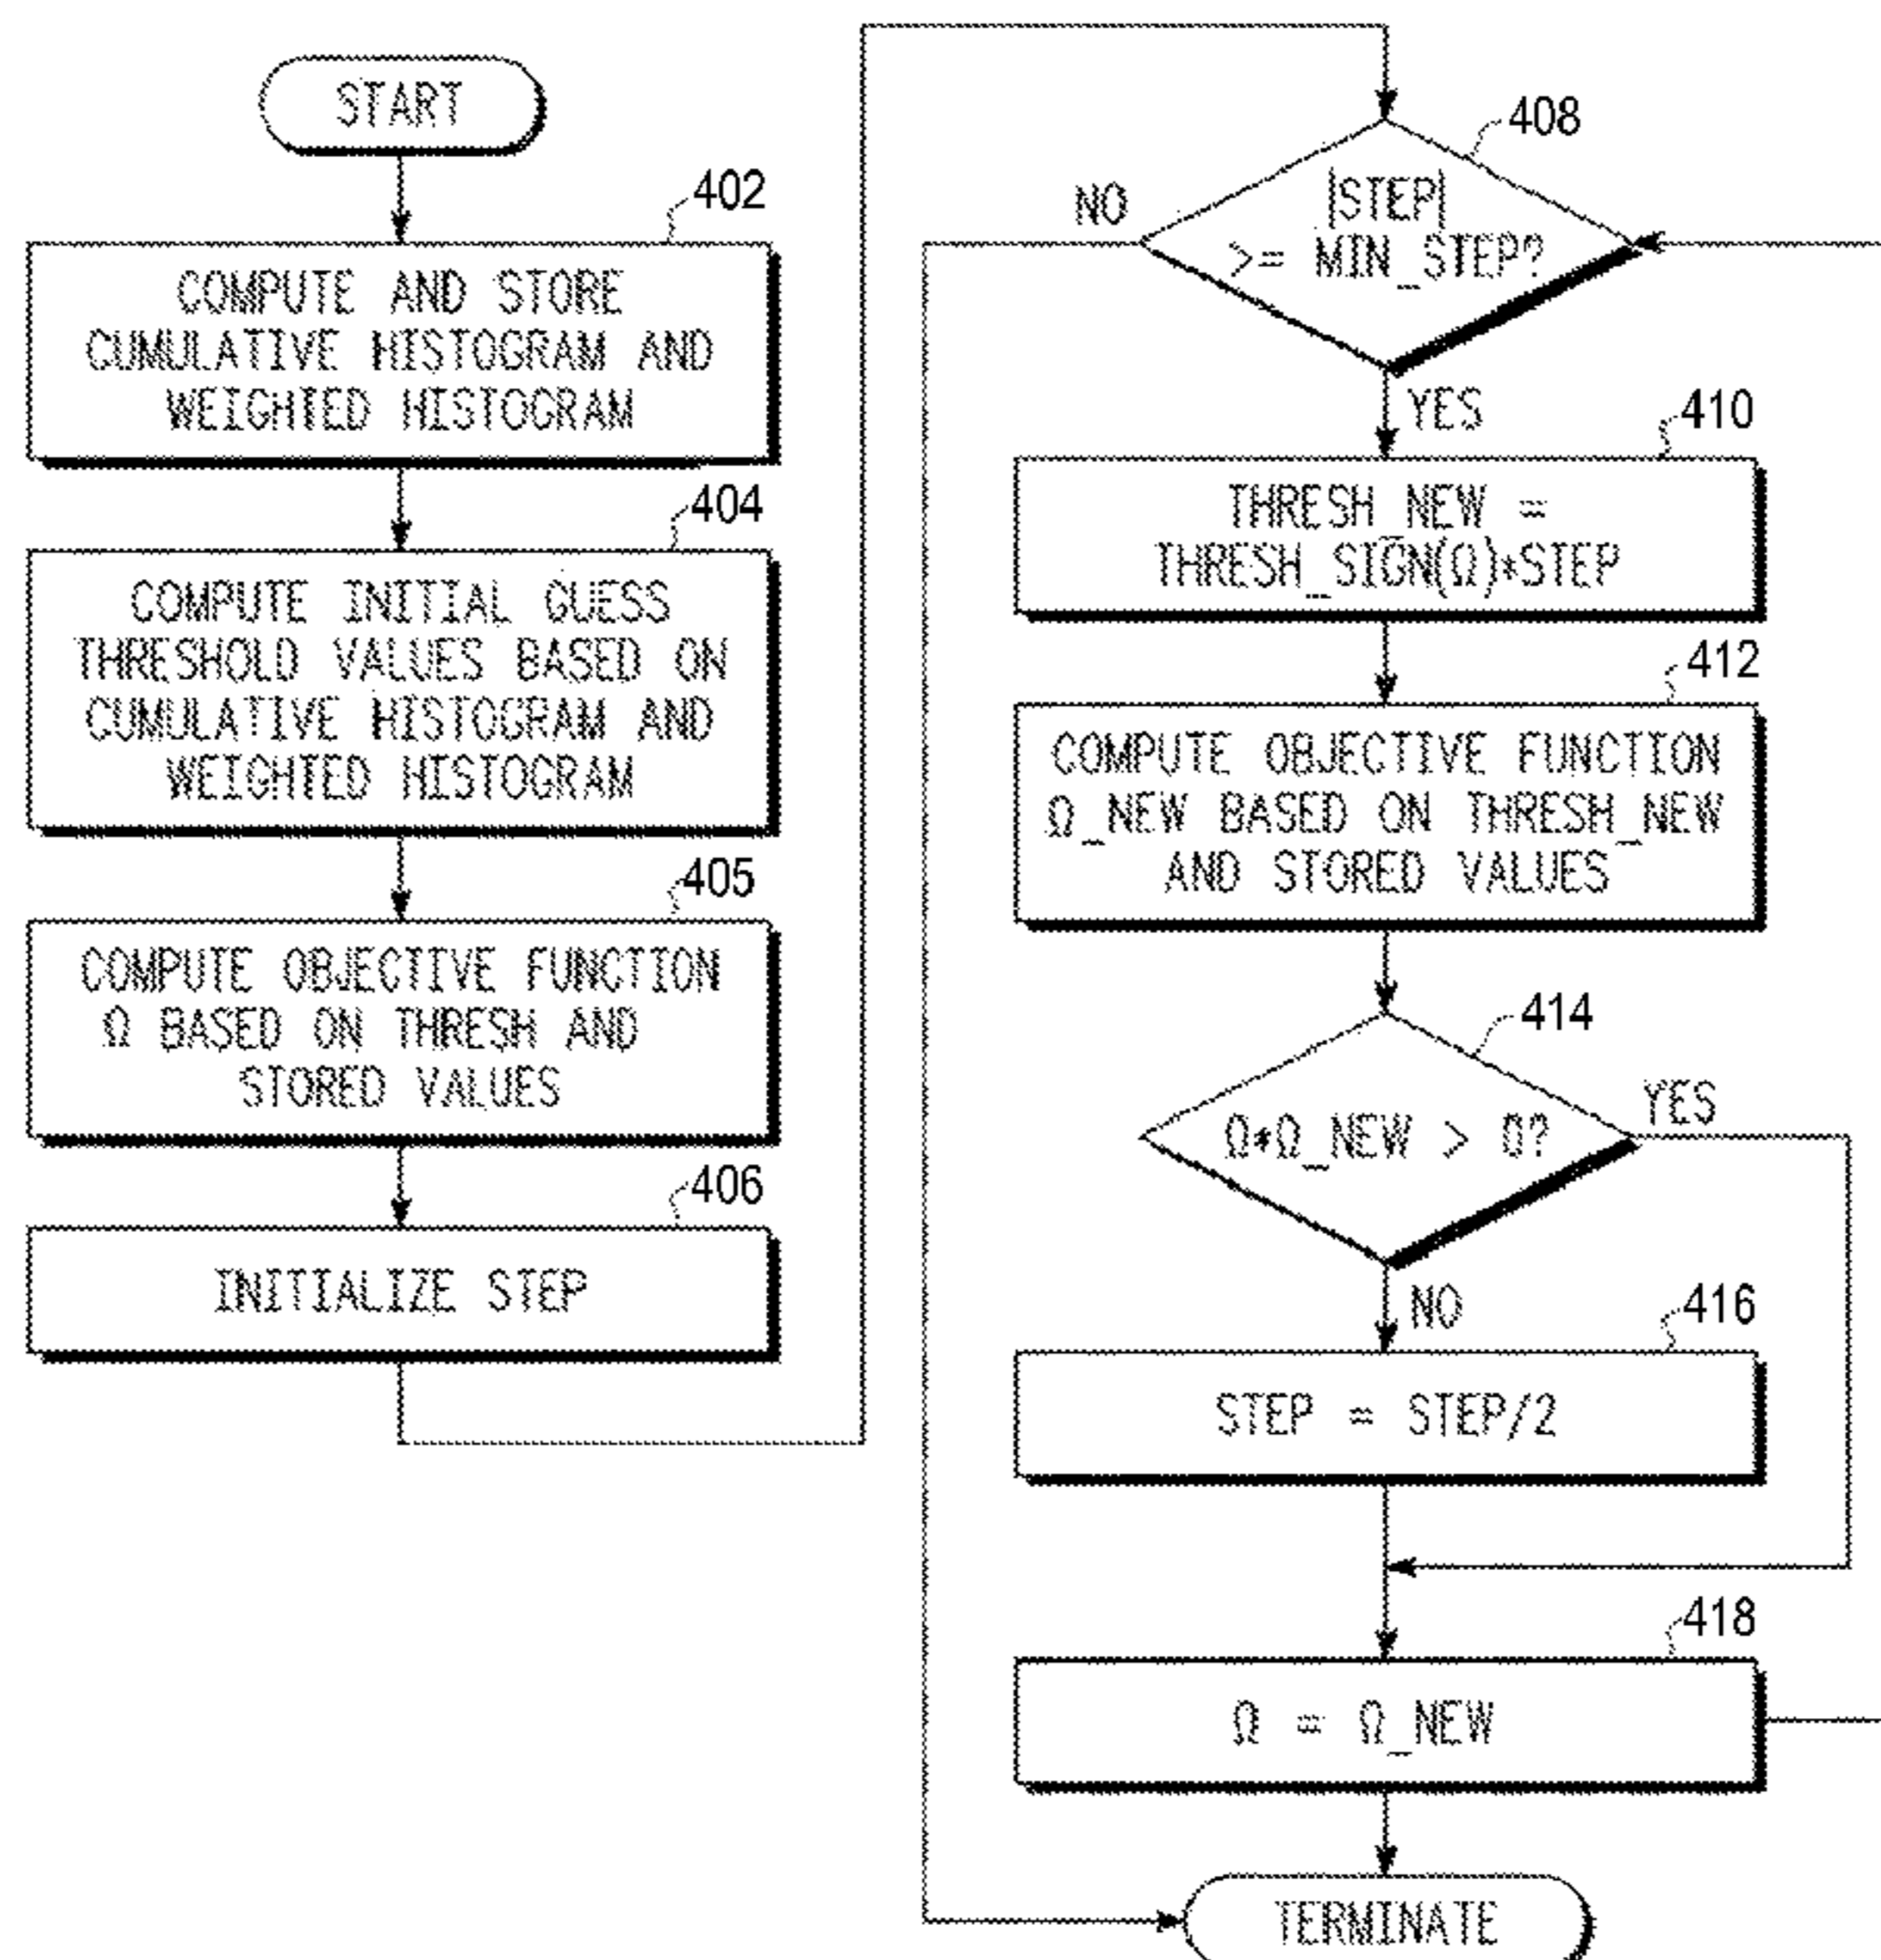 START
402
COMPUTE AND STORE
CUMULATIVE HISTOGRAM AND
WEIGHTED HISTOGRAM
404
COMPUTE INITIAL GUESS
THRESHOLD VALUES BASED ON
CUMULATIVE HISTOGRAM AND
WEIGHTED HISTOGRAM
405
COMPUTE OBJECTIVE FUNCTION
Ω BASED ON THRESH AND
STORED VALUES
406
INITIALIZE STEP
408
|STEP|
>= MIN_STEP?
NO
YES
410
THRESH_NEW =
THRESH_SIGN(Ω)*STEP
412
COMPUTE OBJECTIVE FUNCTION
Ω_NEW BASED ON THRESH_NEW
AND STORED VALUES
414
Ω*Ω_NEW > 0?
YES
NO
416
STEP = STEP/2
418
Ω = Ω_NEW
TERMINATE